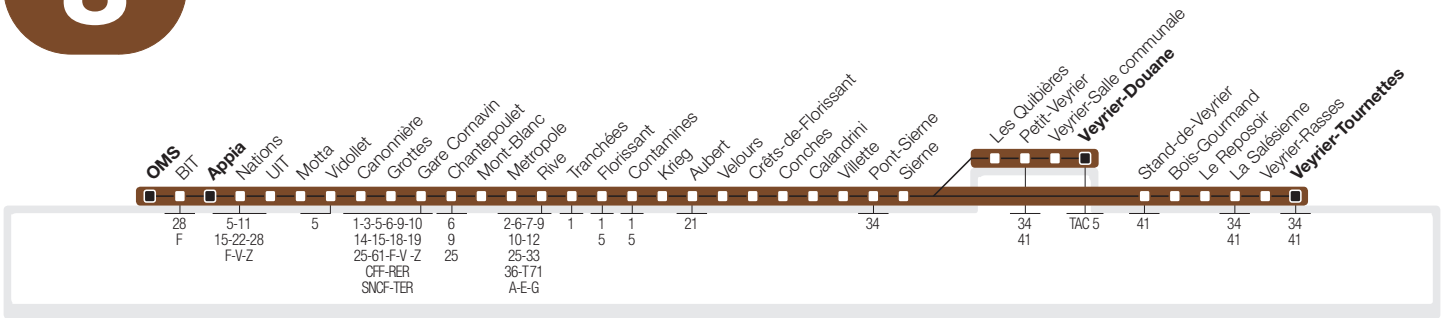 8
OMS
BIT
Appia
Nations
UIT
Motta
Vidollet
Canonnière
Grottes
Gare Cornavin
Chantepoulet
Mont-Blanc
Metropole
Rive
Tranchées
Florissant
Contamines
Krieg
Aubert
Velours
Crêts-de-Florissant
Conches
Calandrini
Villette
Pont-Sierne
Sierne
Les Quibières
Petit-Veyrier
Veyrier-Salle communale
Veyrier-Douane
Stand-de-Veyrier
Bois-Gourmand
Le Reposoir
La Salésienne
Veyrier-Rasses
Veyrier-Tournettes
28
F
5-11
15-22-28
F-V-Z
5
1-3-5-6-9-10
14-15-18-19
25-61-F-V -Z
CFF-RER
SNCF-TER
6
9
25
2-6-7-9
10-12
25-33
36-T71
A-E-G
1
1
5
1
5
21
34
34
41
TAC 5
41
34
41
34
41